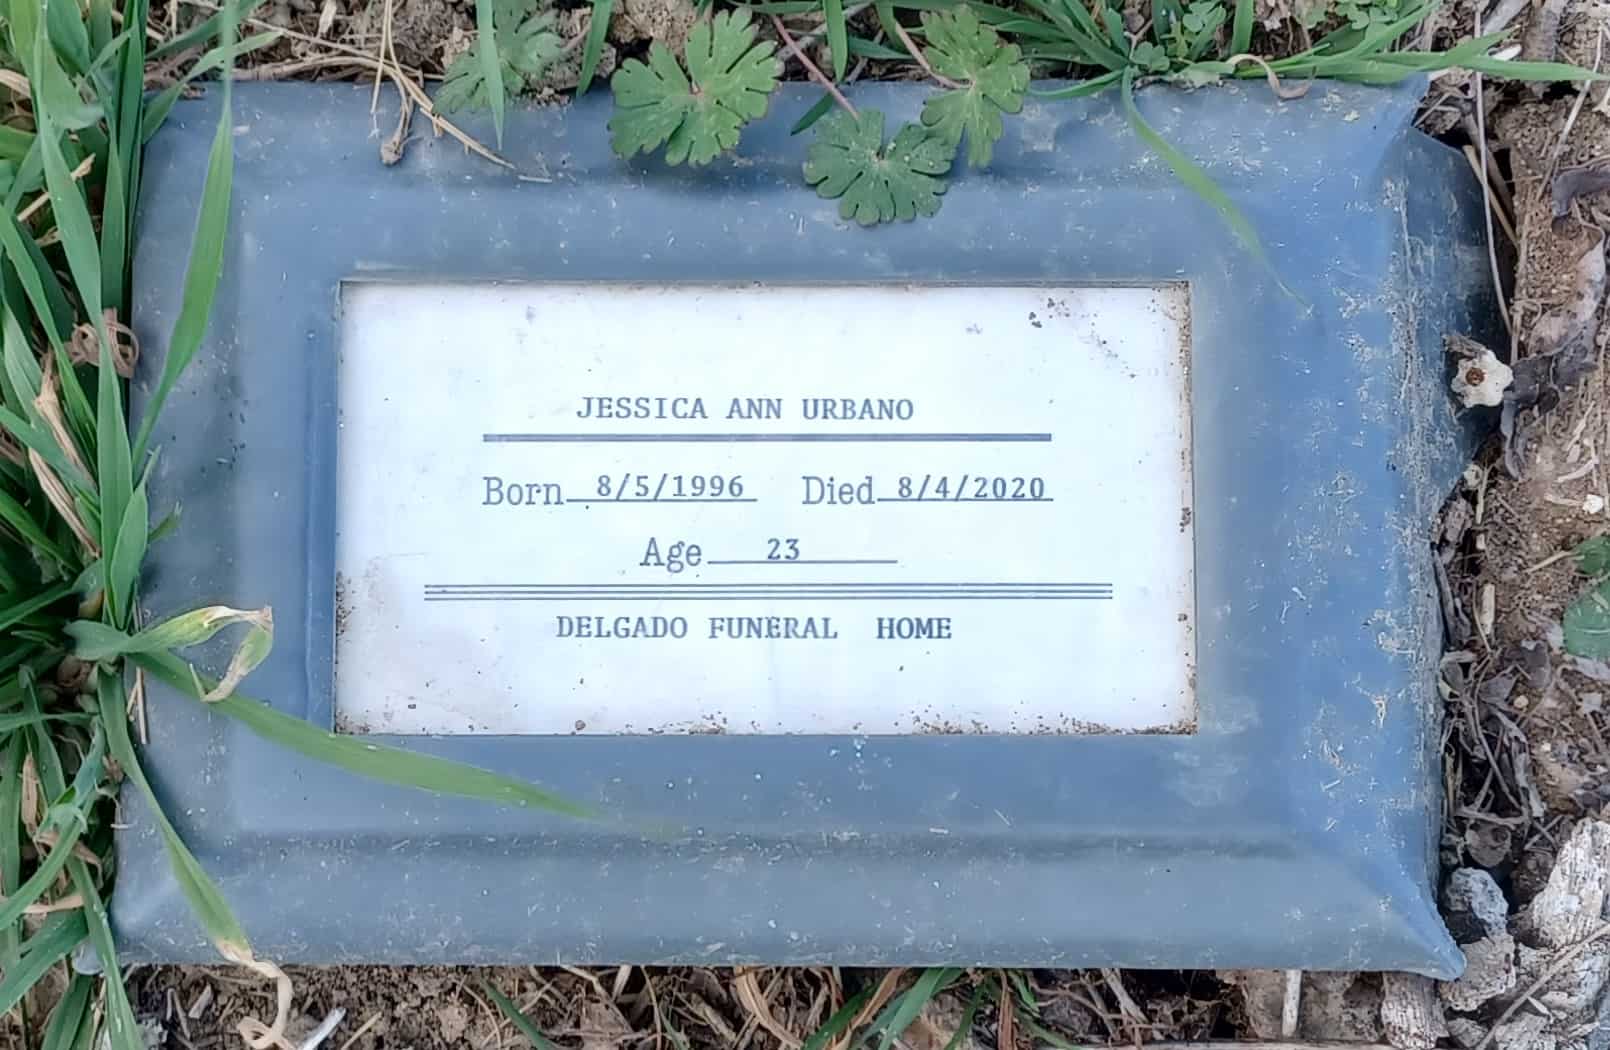 JESSICA ANN URBANO
Born 8/5/1996 Died 8/4/2020
Age 23
DELGADO FUNERAL HOME